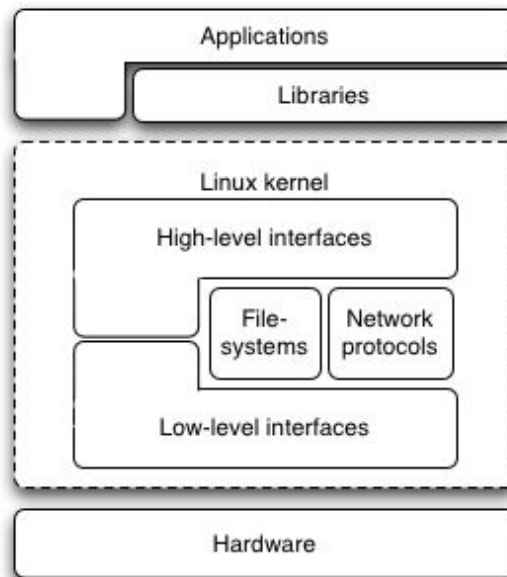 Applications
Libraries
Linux kernel
High-level interfaces
File-
systems
Network
protocols
Low-level interfaces
Hardware